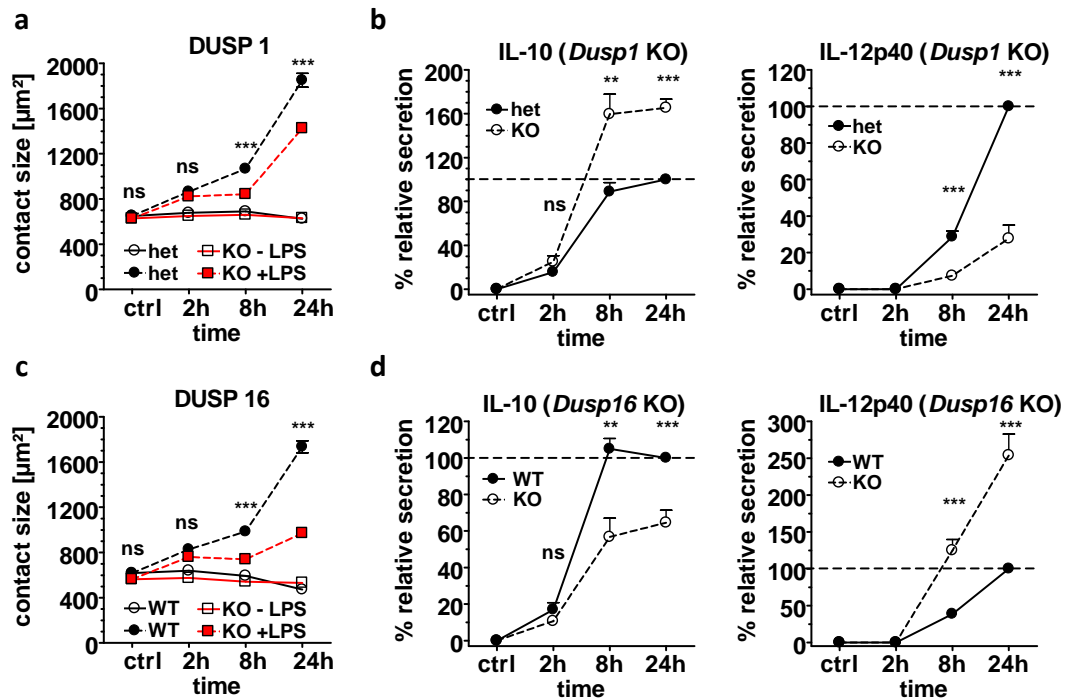 a
DUSP 1
contact size [µm²]
2000
1600
1200
800
400
0
ns
ns
***
***
het
KO - LPS
het
KO +LPS
ctrl
2h
8h
24h
time
b
IL-10 (Dusp1 KO)
% relative secretion
200
160
120
80
40
0
het
KO
ns
**
***
ctrl
2h
8h
24h
time
IL-12p40 (Dusp1 KO)
% relative secretion
120
100
80
60
40
20
0
het
KO
***
***
ctrl
2h
8h
24h
time
c
DUSP 16
contact size [µm²]
2000
1600
1200
800
400
0
ns
ns
***
***
WT
KO - LPS
WT
KO +LPS
ctrl
2h
8h
24h
time
d
IL-10 (Dusp16 KO)
% relative secretion
120
100
80
60
40
20
0
WT
KO
ns
**
***
ctrl
2h
8h
24h
time
IL-12p40 (Dusp16 KO)
% relative secretion
300
250
200
150
100
50
0
WT
KO
***
***
ctrl
2h
8h
24h
time